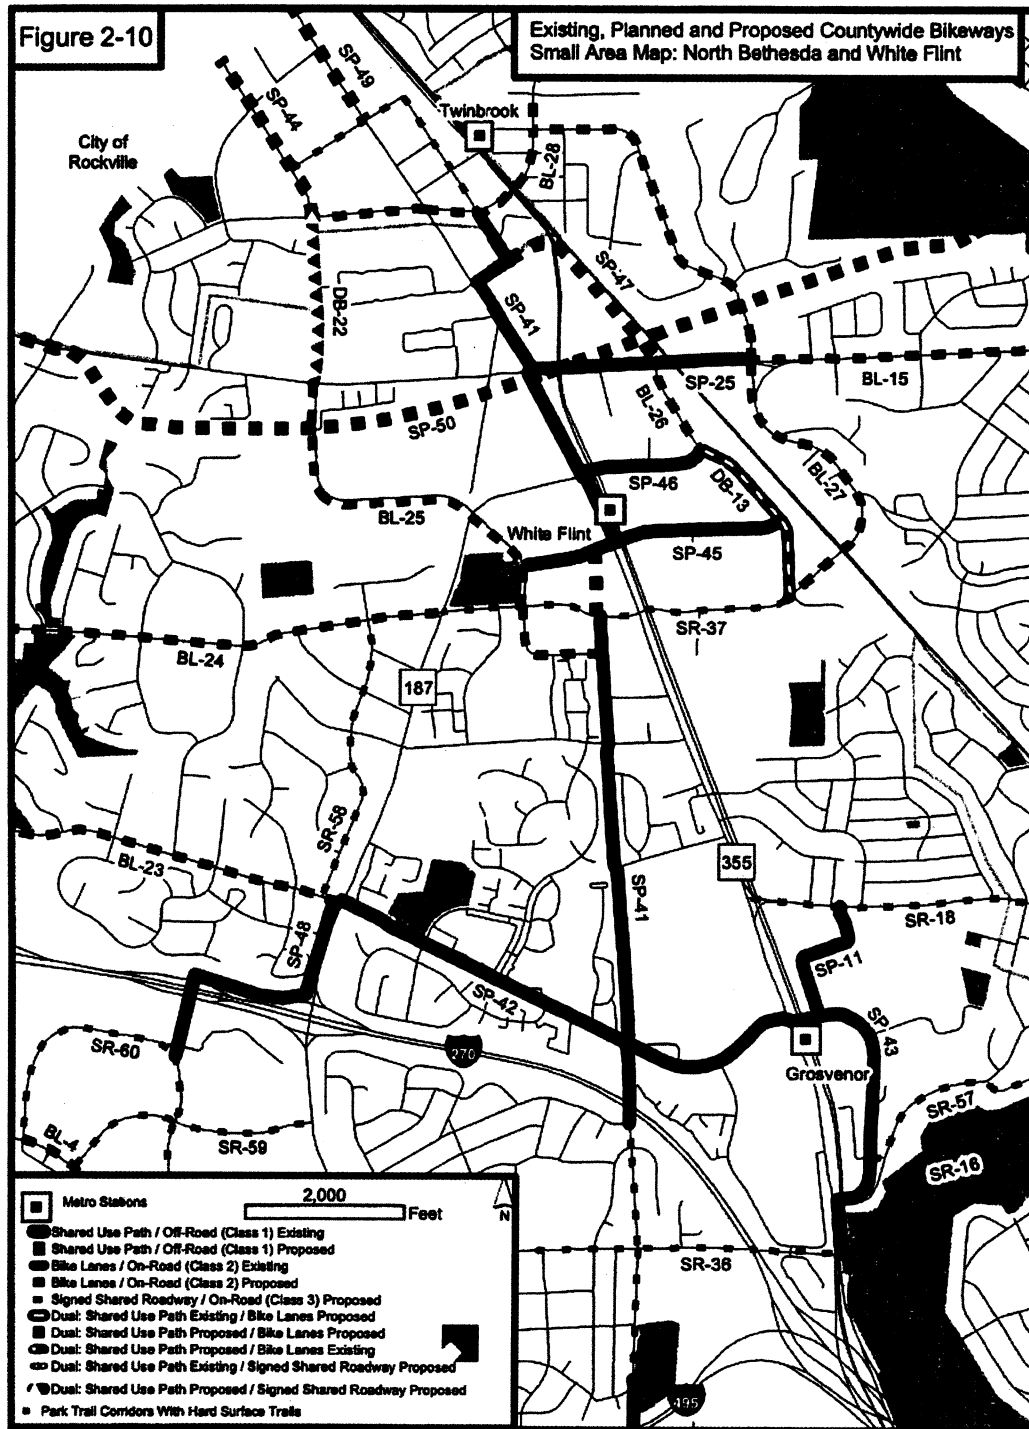 Figure 2-10
Existing, Planned and Proposed Countywide Bikeways
Small Area Map: North Bethesda and White Flint
SP-49
SP-44
Twinbrook
City of
Rockville
BL-28
SP-47
DB-22
SP-41
SP-25
BL-15
BL-26
SP-50
SP-46
DB-13
BL-27
BL-25
White Flint
SP-45
SR-37
BL-24
187
SR-58
BL-23
355
SP-41
SR-18
SP-48
SP-11
SP-42
SP-43
SR-60
270
Grosvenor
SR-57
BL-4
SR-59
SR-16
SR-36
495
Metro Stations
2,000
Feet
N
Shared Use Path / Off-Road (Class 1) Existing
Shared Use Path / Off-Road (Class 1) Proposed
Bike Lanes / On-Road (Class 2) Existing
Bike Lanes / On-Road (Class 2) Proposed
Signed Shared Roadway / On-Road (Class 3) Proposed
Dual: Shared Use Path Existing / Bike Lanes Proposed
Dual: Shared Use Path Proposed / Bike Lanes Proposed
Dual: Shared Use Path Proposed / Bike Lanes Existing
Dual: Shared Use Path Existing / Signed Shared Roadway Proposed
Dual: Shared Use Path Proposed / Signed Shared Roadway Proposed
Park Trail Corridors With Hard Surface Trails